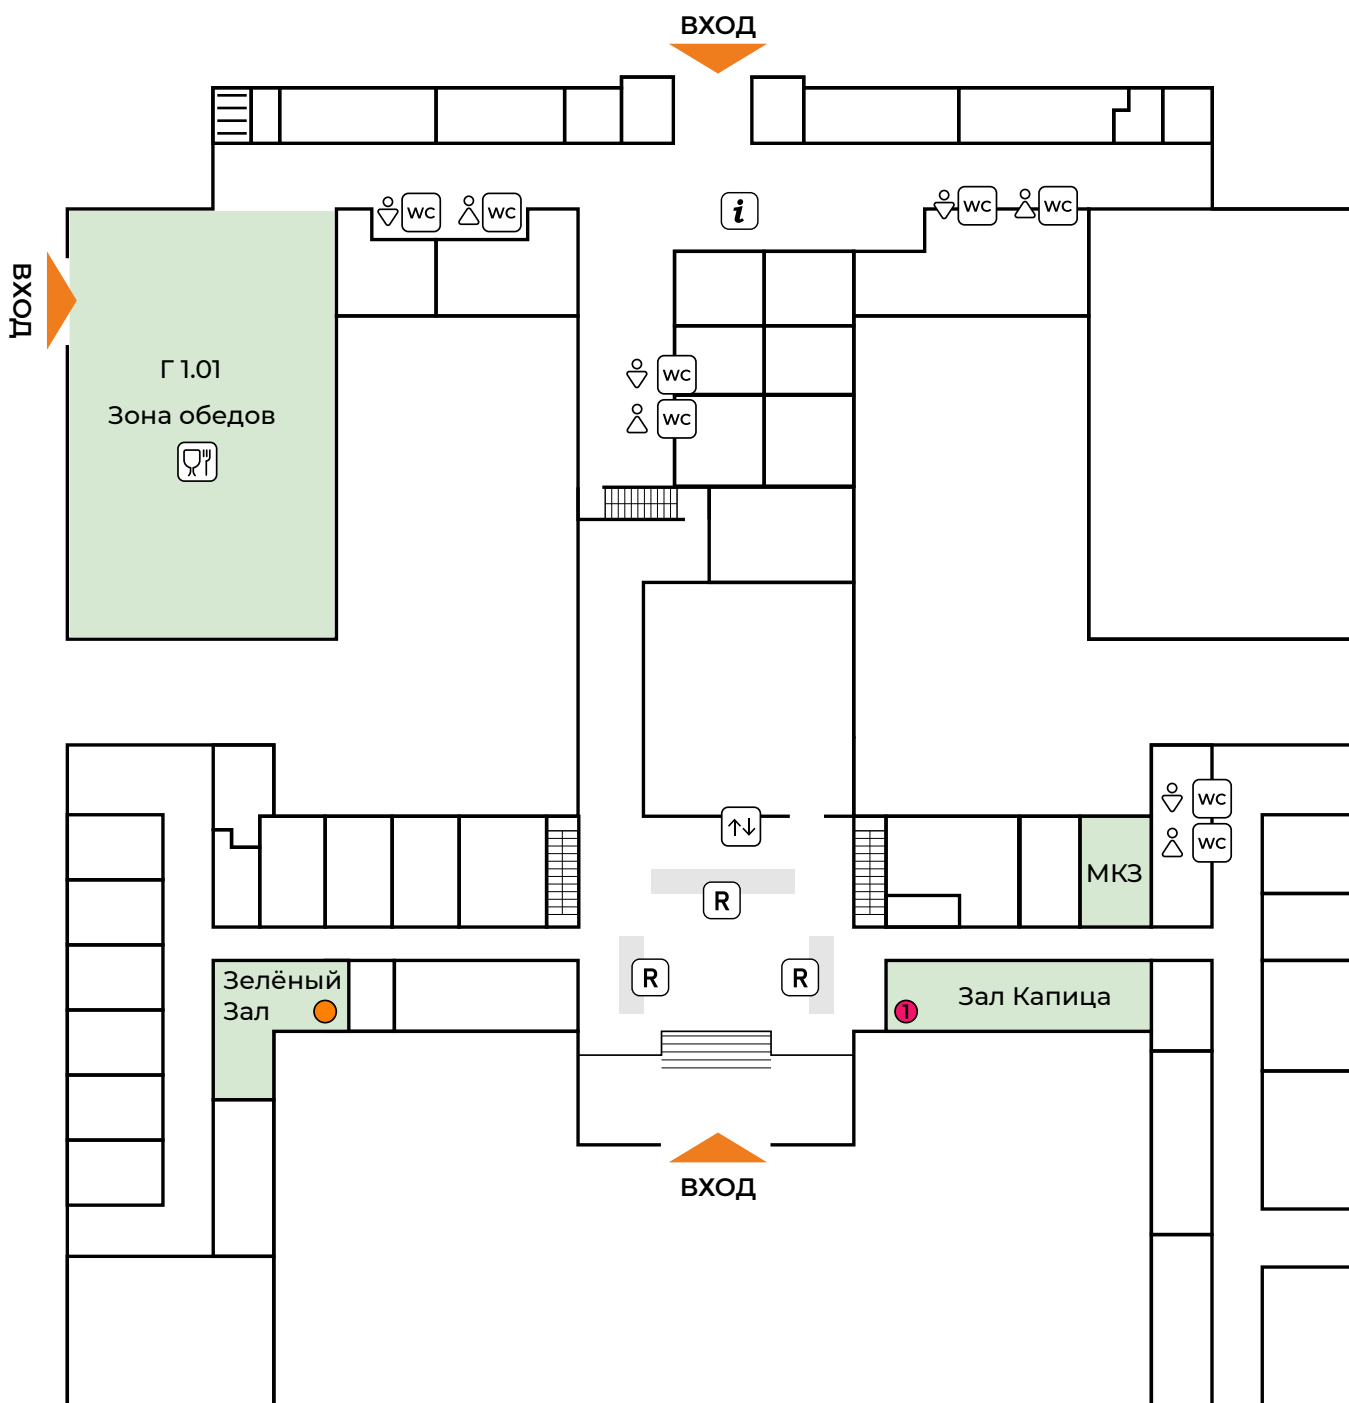 ВХОД
WC
WC
i
WC
WC
ВХОД
Г 1.01
Зона обедов
WC
WC
WC
WC
МКЗ
R
R
R
Зелёный
Зал
1
Зал Капица
ВХОД